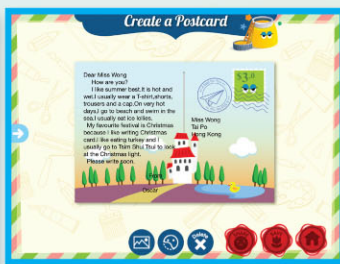 Create a Postcard
Dear Miss Wong
How are you?
I like summer best.It is hot and
wet.I usually wear a T-shirt,shorts,
trousers and a cap.On very hot
days,I go to beach and swim in the
sea.I usually eat ice lollies.
My favourite festival is Christmas
because I like writing Christmas
card.I like eating turkey and I
usually go to Tsim Shui Tsui to look
at the Christmas light.
Please write soon.
Oscar
$3.0
Miss Wong
Tai Po
Hong Kong
Delete